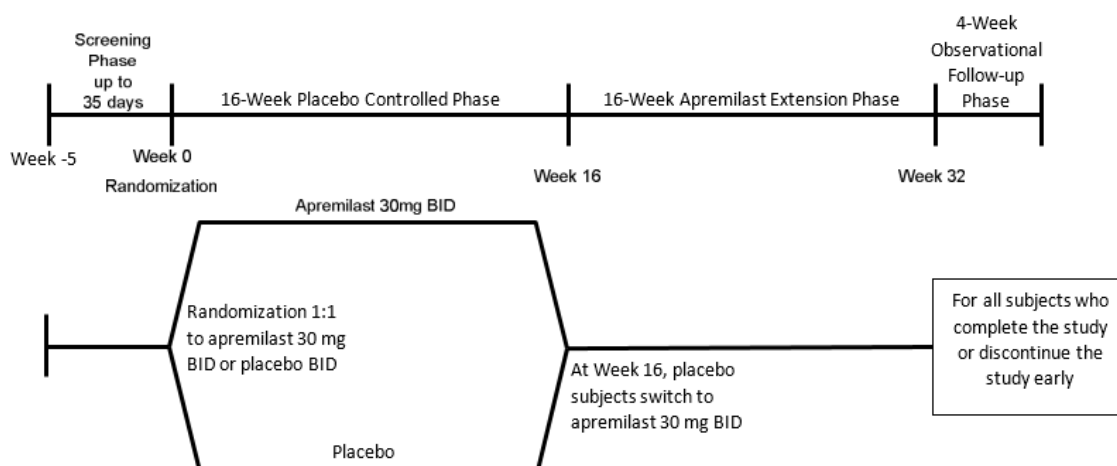 Screening
Phase
up to
35 days
16-Week Placebo Controlled Phase
16-Week Apremilast Extension Phase
4-Week
Observational
Follow-up
Phase
Week -5
Week 0
Randomization
Week 16
Week 32
Apremilast 30mg BID
Randomization 1:1
to apremilast 30 mg
BID or placebo BID
At Week 16, placebo
subjects switch to
apremilast 30 mg BID
For all subjects who
complete the study
or discontinue the
study early
Placebo